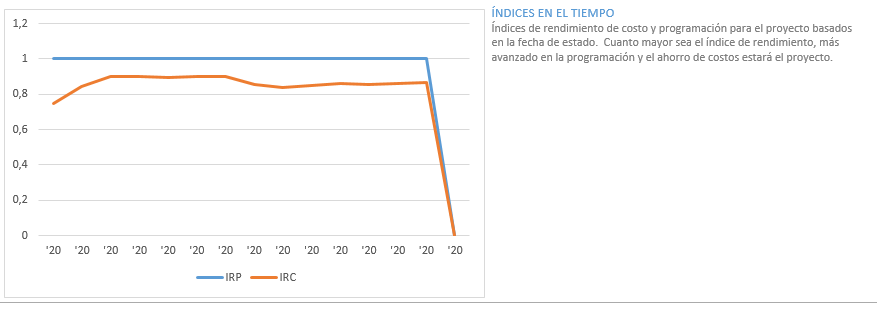 ÍNDICES EN EL TIEMPO
Índices de rendimiento de costo y programación para el proyecto basados
en la fecha de estado.  Cuanto mayor sea el índice de rendimiento, más
avanzado en la programación y el ahorro de costos estará el proyecto.
1,2
1
0,8
0,6
0,4
0,2
0
'20 '20 '20 '20 '20 '20 '20 '20 '20 '20 '20 '20 '20 '20 '20
IRP IRC